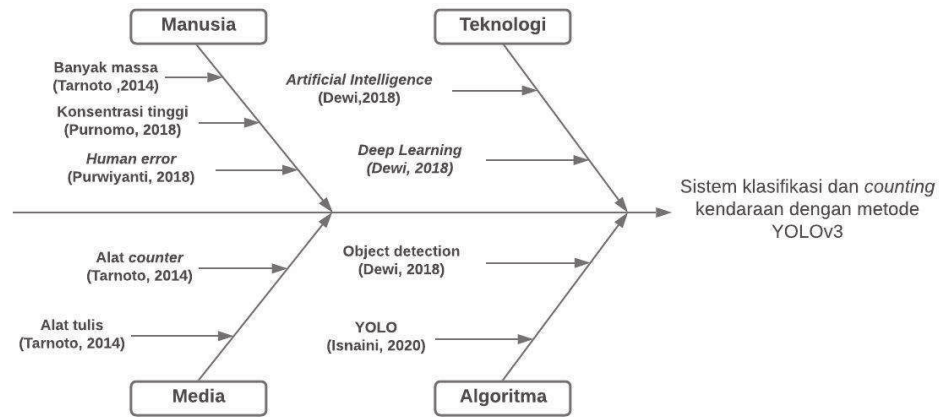 Manusia
Teknologi
Banyak massa
(Tarnoto ,2014)
Konsentrasi tinggi
(Purnomo, 2018)
Human error
(Purwiyanti, 2018)
Artificial Intelligence
(Dewi,2018)
Deep Learning
(Dewi, 2018)
Sistem klasifikasi dan counting
kendaraan dengan metode
YOLOv3
Alat counter
(Tarnoto, 2014)
Alat tulis
(Tarnoto, 2014)
Object detection
(Dewi, 2018)
YOLO
(Isnaini, 2020)
Media
Algoritma